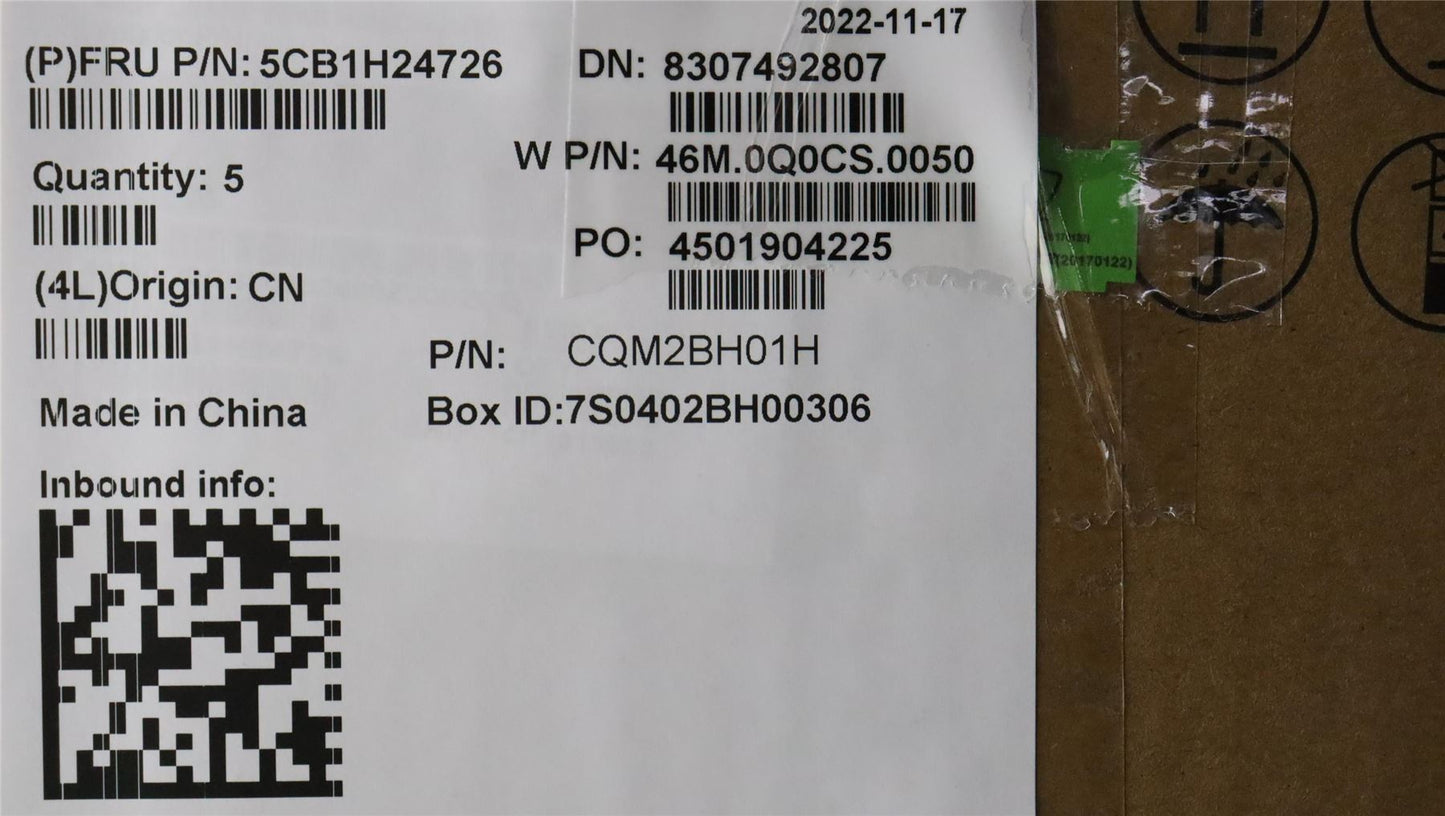 2022-11-17
(P)FRU P/N: 5CB1H24726
DN: 8307492807
W P/N: 46M.0Q0CS.0050
Quantity: 5
PO: 4501904225
(4L)Origin: CN
P/N: CQM2BH01H
Made in China
Box ID:7S0402BH00306
Inbound info:
(20170122)